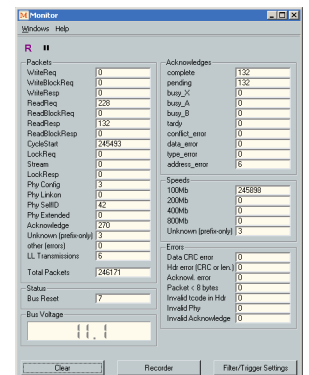 Monitor
Windows Help
R
Packets
WriteReq 0
WriteBlockReq 0
WriteResp 0
ReadReq 228
ReadBlockReq 0
ReadResp 132
ReadBlockResp 0
CycleStart 245493
LockReq 0
Stream 0
LockResp 0
Phy Config 3
Phy Linkon 0
Phy SelfID 42
Phy Extended 0
Acknowledge 270
Unknown (prefix-only) 3
other (errors) 0
LL Transmissions 6
Total Packets 246171
Status
Bus Reset 7
Bus Voltage
11.1
Acknowledges
complete 132
pending 132
busy_X 0
busy_A 0
busy_B 0
tardy 0
conflict_error 0
data_error 0
type_error 0
address_error 6
Speeds
100Mb 245898
200Mb 0
400Mb 0
800Mb 0
Unknown (prefix-only) 3
Errors
Data CRC error 0
Hdr error (CRC or len.) 0
Acknowl. error 0
Packet < 8 bytes 0
Invalid tcode in Hdr 0
Invalid Phy 0
Invalid Acknowledge 0
Clear
Recorder
Filter/Trigger Settings